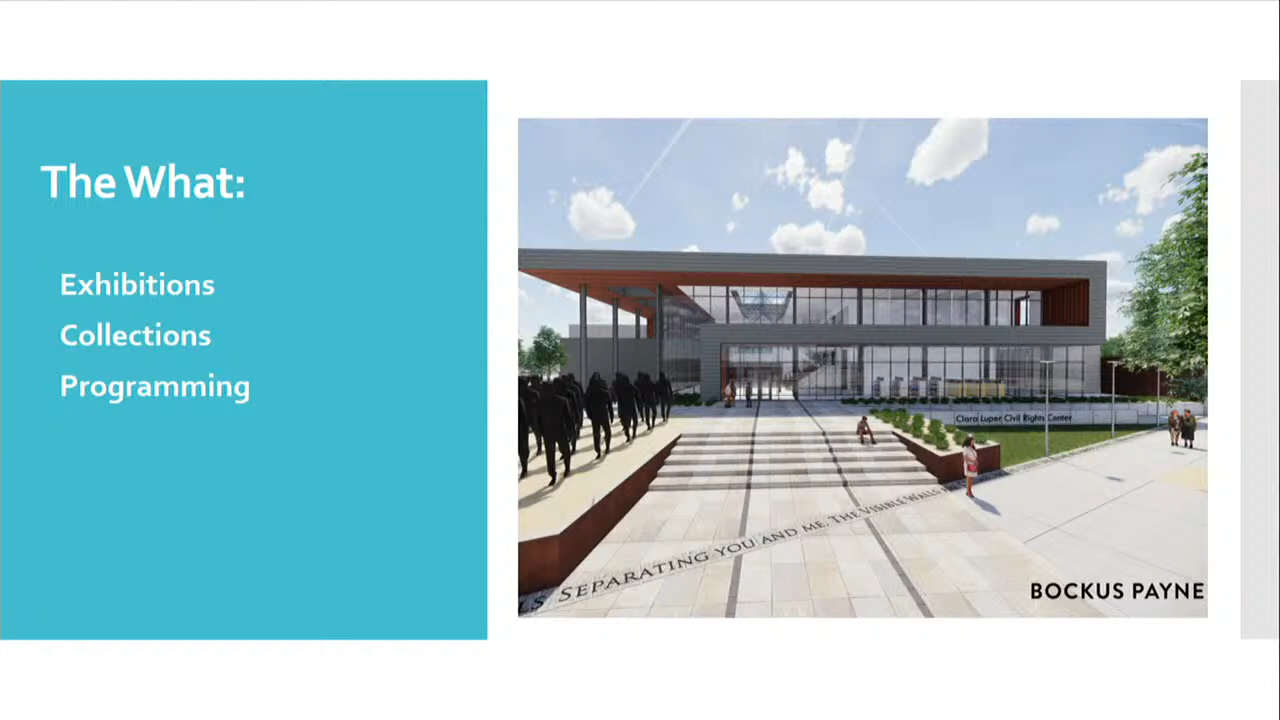 The What:
Exhibitions
Collections
Programming
Clara Luper Civil Rights Center
LS SEPARATING YOU AND ME. THE VISIBLE WALLS
BOCKUS PAYNE